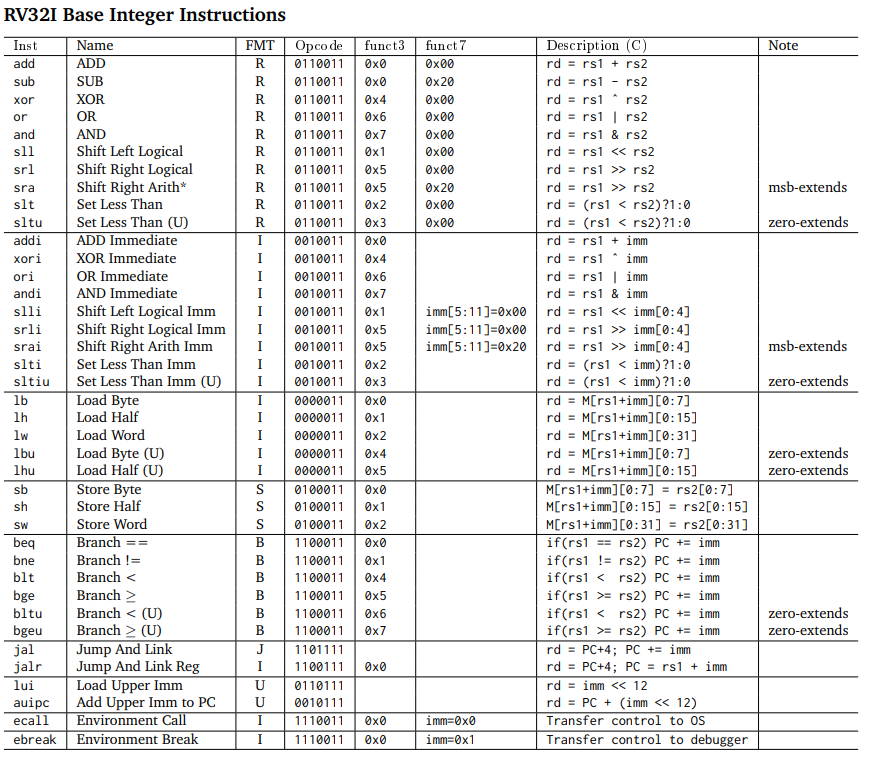 RV32I Base Integer Instructions
Inst Name FMT Opcode funct3 funct7 Description (C) Note
add ADD R 0110011 0x0 0x00 rd = rs1 + rs2
sub SUB R 0110011 0x0 0x20 rd = rs1 - rs2
xor XOR R 0110011 0x4 0x00 rd = rs1 ^ rs2
or OR R 0110011 0x6 0x00 rd = rs1 | rs2
and AND R 0110011 0x7 0x00 rd = rs1 & rs2
sll Shift Left Logical R 0110011 0x1 0x00 rd = rs1 << rs2
srl Shift Right Logical R 0110011 0x5 0x00 rd = rs1 >> rs2
sra Shift Right Arith* R 0110011 0x5 0x20 rd = rs1 >> rs2 msb-extends
slt Set Less Than R 0110011 0x2 0x00 rd = (rs1 < rs2)?1:0
sltu Set Less Than (U) R 0110011 0x3 0x00 rd = (rs1 < rs2)?1:0 zero-extends
addi ADD Immediate I 0010011 0x0 rd = rs1 + imm
xori XOR Immediate I 0010011 0x4 rd = rs1 ^ imm
ori OR Immediate I 0010011 0x6 rd = rs1 | imm
andi AND Immediate I 0010011 0x7 rd = rs1 & imm
slli Shift Left Logical Imm I 0010011 0x1 imm[5:11]=0x00 rd = rs1 << imm[0:4]
srli Shift Right Logical Imm I 0010011 0x5 imm[5:11]=0x00 rd = rs1 >> imm[0:4]
srai Shift Right Arith Imm I 0010011 0x5 imm[5:11]=0x20 rd = rs1 >> imm[0:4] msb-extends
slti Set Less Than Imm I 0010011 0x2 rd = (rs1 < imm)?1:0
sltiu Set Less Than Imm (U) I 0010011 0x3 rd = (rs1 < imm)?1:0 zero-extends
lb Load Byte I 0000011 0x0 rd = M[rs1+imm][0:7]
lh Load Half I 0000011 0x1 rd = M[rs1+imm][0:15]
lw Load Word I 0000011 0x2 rd = M[rs1+imm][0:31]
lbu Load Byte (U) I 0000011 0x4 rd = M[rs1+imm][0:7] zero-extends
lhu Load Half (U) I 0000011 0x5 rd = M[rs1+imm][0:15] zero-extends
sb Store Byte S 0100011 0x0 M[rs1+imm][0:7] = rs2[0:7]
sh Store Half S 0100011 0x1 M[rs1+imm][0:15] = rs2[0:15]
sw Store Word S 0100011 0x2 M[rs1+imm][0:31] = rs2[0:31]
beq Branch == B 1100011 0x0 if(rs1 == rs2) PC += imm
bne Branch != B 1100011 0x1 if(rs1 != rs2) PC += imm
blt Branch < B 1100011 0x4 if(rs1 < rs2) PC += imm
bge Branch ≥ B 1100011 0x5 if(rs1 >= rs2) PC += imm
bltu Branch < (U) B 1100011 0x6 if(rs1 < rs2) PC += imm zero-extends
bgeu Branch ≥ (U) B 1100011 0x7 if(rs1 >= rs2) PC += imm zero-extends
jal Jump And Link J 1101111 rd = PC+4; PC += imm
jalr Jump And Link Reg I 1100111 0x0 rd = PC+4; PC = rs1 + imm
lui Load Upper Imm U 0110111 rd = imm << 12
auipc Add Upper Imm to PC U 0010111 rd = PC + (imm << 12)
ecall Environment Call I 1110011 0x0 imm=0x0 Transfer control to OS
ebreak Environment Break I 1110011 0x0 imm=0x1 Transfer control to debugger